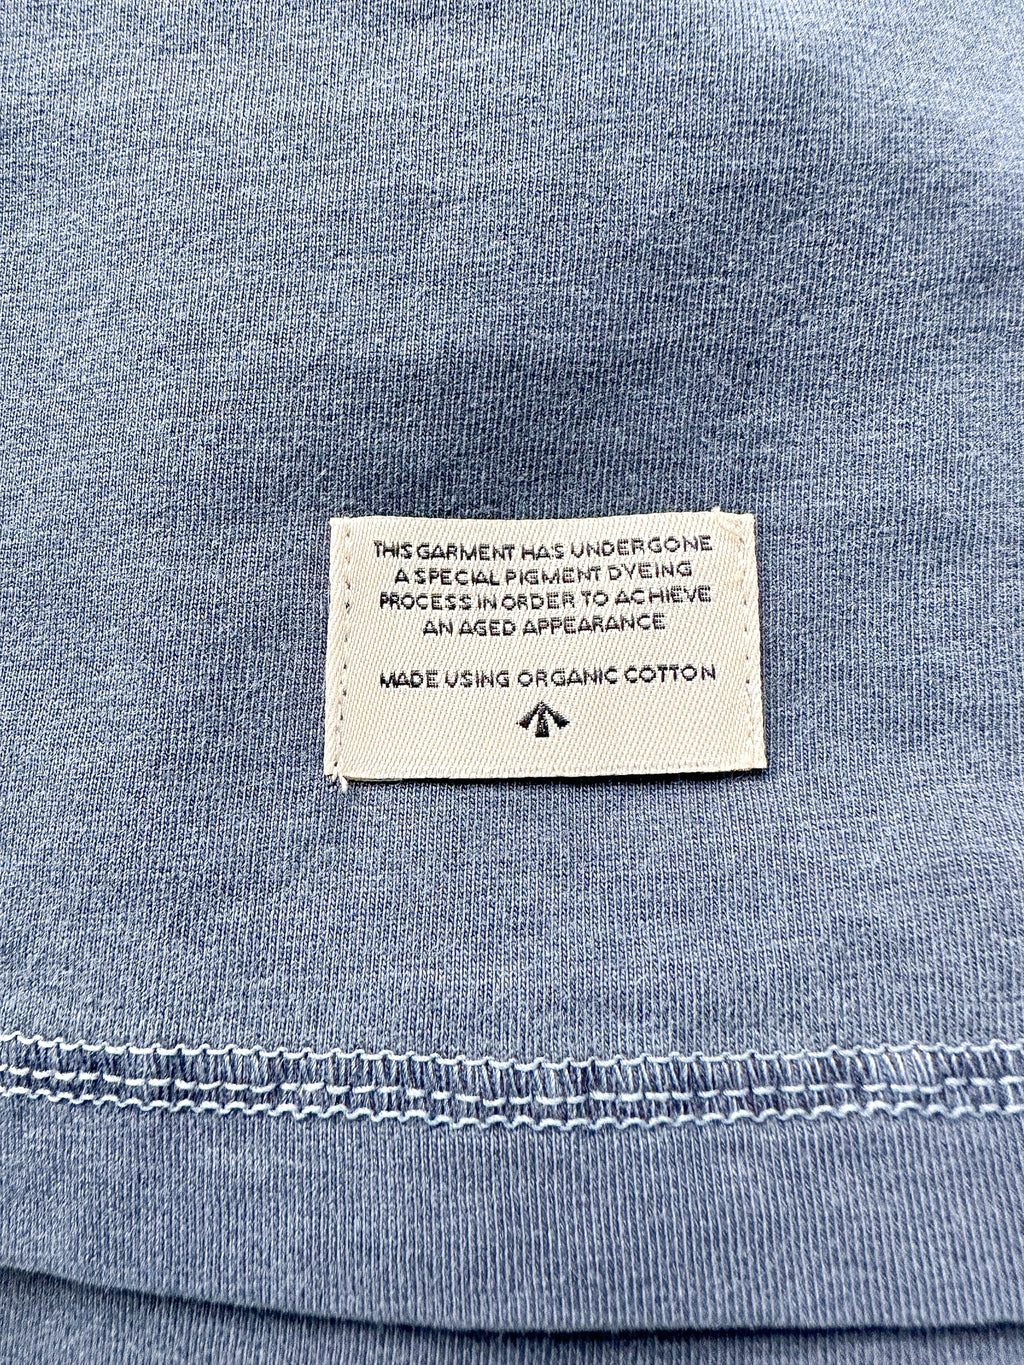 THIS GARMENT HAS UNDERGONE
A SPECIAL PIGMENT DYEING
PROCESS IN ORDER TO ACHIEVE
AN AGED APPEARANCE
MADE USING ORGANIC COTTON